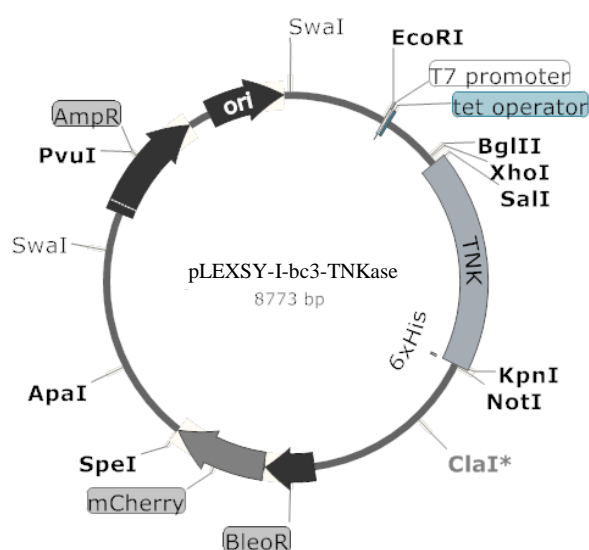 SwaI
EcoRI
T7 promoter
tet operator
BglII
XhoI
SalI
TNK
6xHis
KpnI
NotI
ClaI*
BleoR
mCherry
SpeI
ApaI
SwaI
PvuI
AmpR
ori
pLEXSY-I-bc3-TNKase
8773 bp